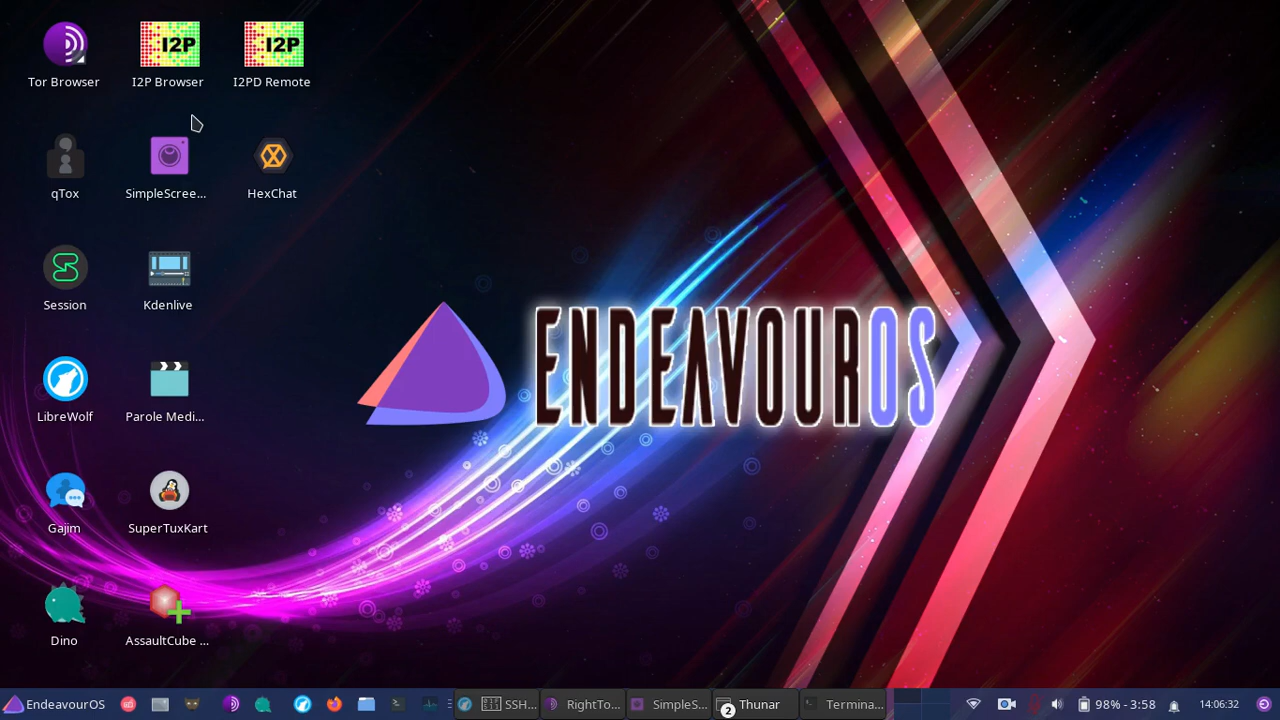 Tor Browser
I2P
I2P Browser
I2P
I2PD Remote
qTox
SimpleScree...
HexChat
Session
Kdenlive
LibreWolf
Parole Medi...
Gajim
SuperTuxKart
Dino
AssaultCube ...
ENDEAVOUROS
EndeavourOS
SSH...
RightTo...
SimpleS...
2
Thunar
Termina...
98% - 3:58
14:06:32